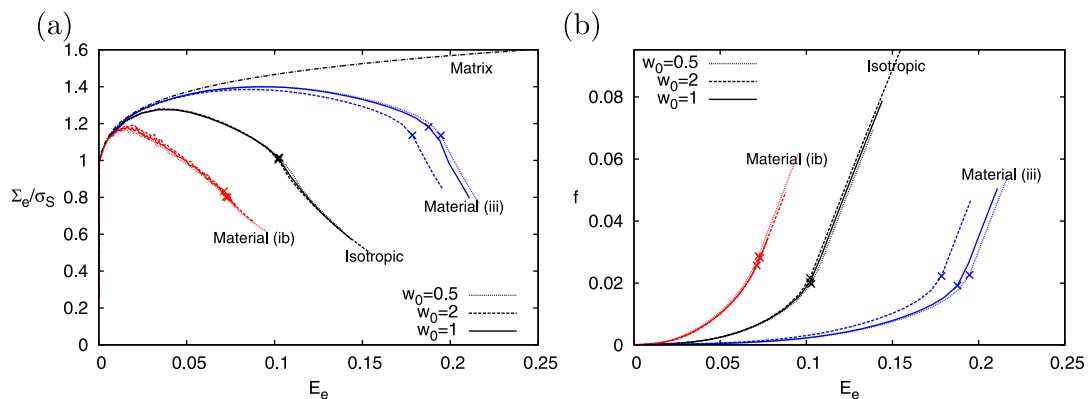 (a)
1.6
1.4
1.2
1
0.8
0.6
0.4
0.2
0
Σe/σS
Matrix
Material (iii)
Material (ib)
Isotropic
w0=0.5
w0=2
w0=1
0 0.05 0.1 0.15 0.2 0.25
Ee
(b)
0.08
0.06
0.04
0.02
0
f
w0=0.5
w0=2
w0=1
Isotropic
Material (ib)
Material (iii)
0 0.05 0.1 0.15 0.2 0.25
Ee